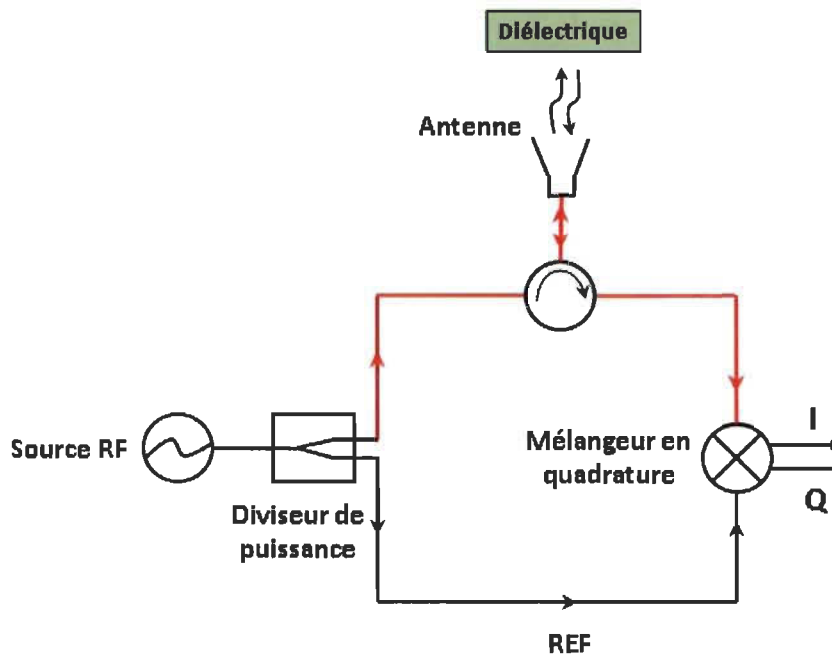 Diélectrique
Antenne
Source RF
Diviseur de
puissance
Mélangeur en
quadrature
I
Q
REF